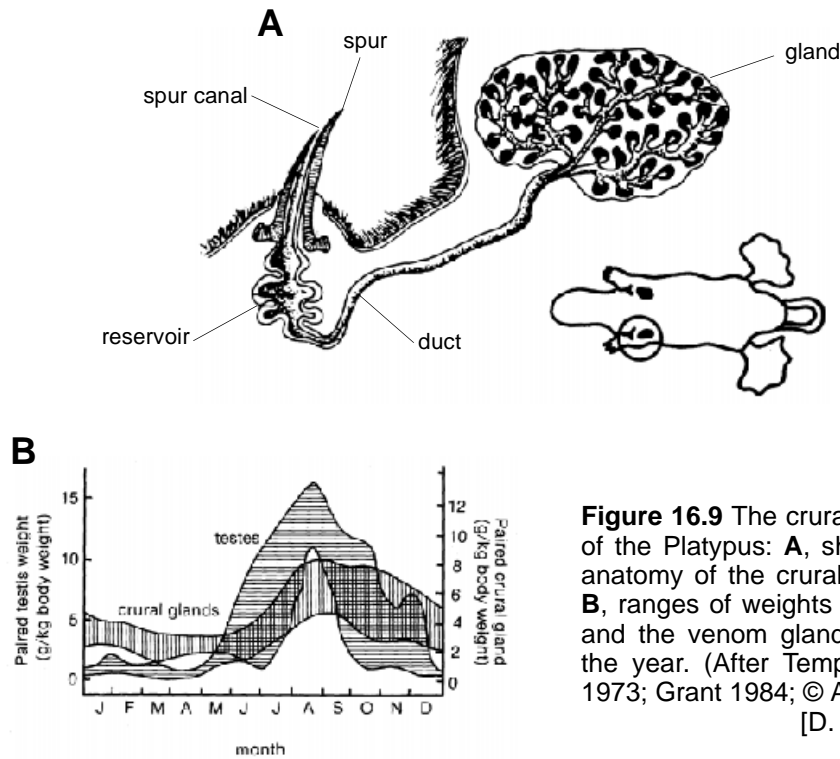 A
spur
spur canal
gland
reservoir
duct
B
Paired testis weight
(g/kg body weight)
15
10
5
0
testes
crural glands
12
10
8
6
4
2
0
Paired crural gland
(g/kg body weight)
J F M A M J J A S O N D
month
Figure 16.9 The crura
of the Platypus: A, sh
anatomy of the crural
B, ranges of weights
and the venom gland
the year. (After Temp
1973; Grant 1984; © A
[D.